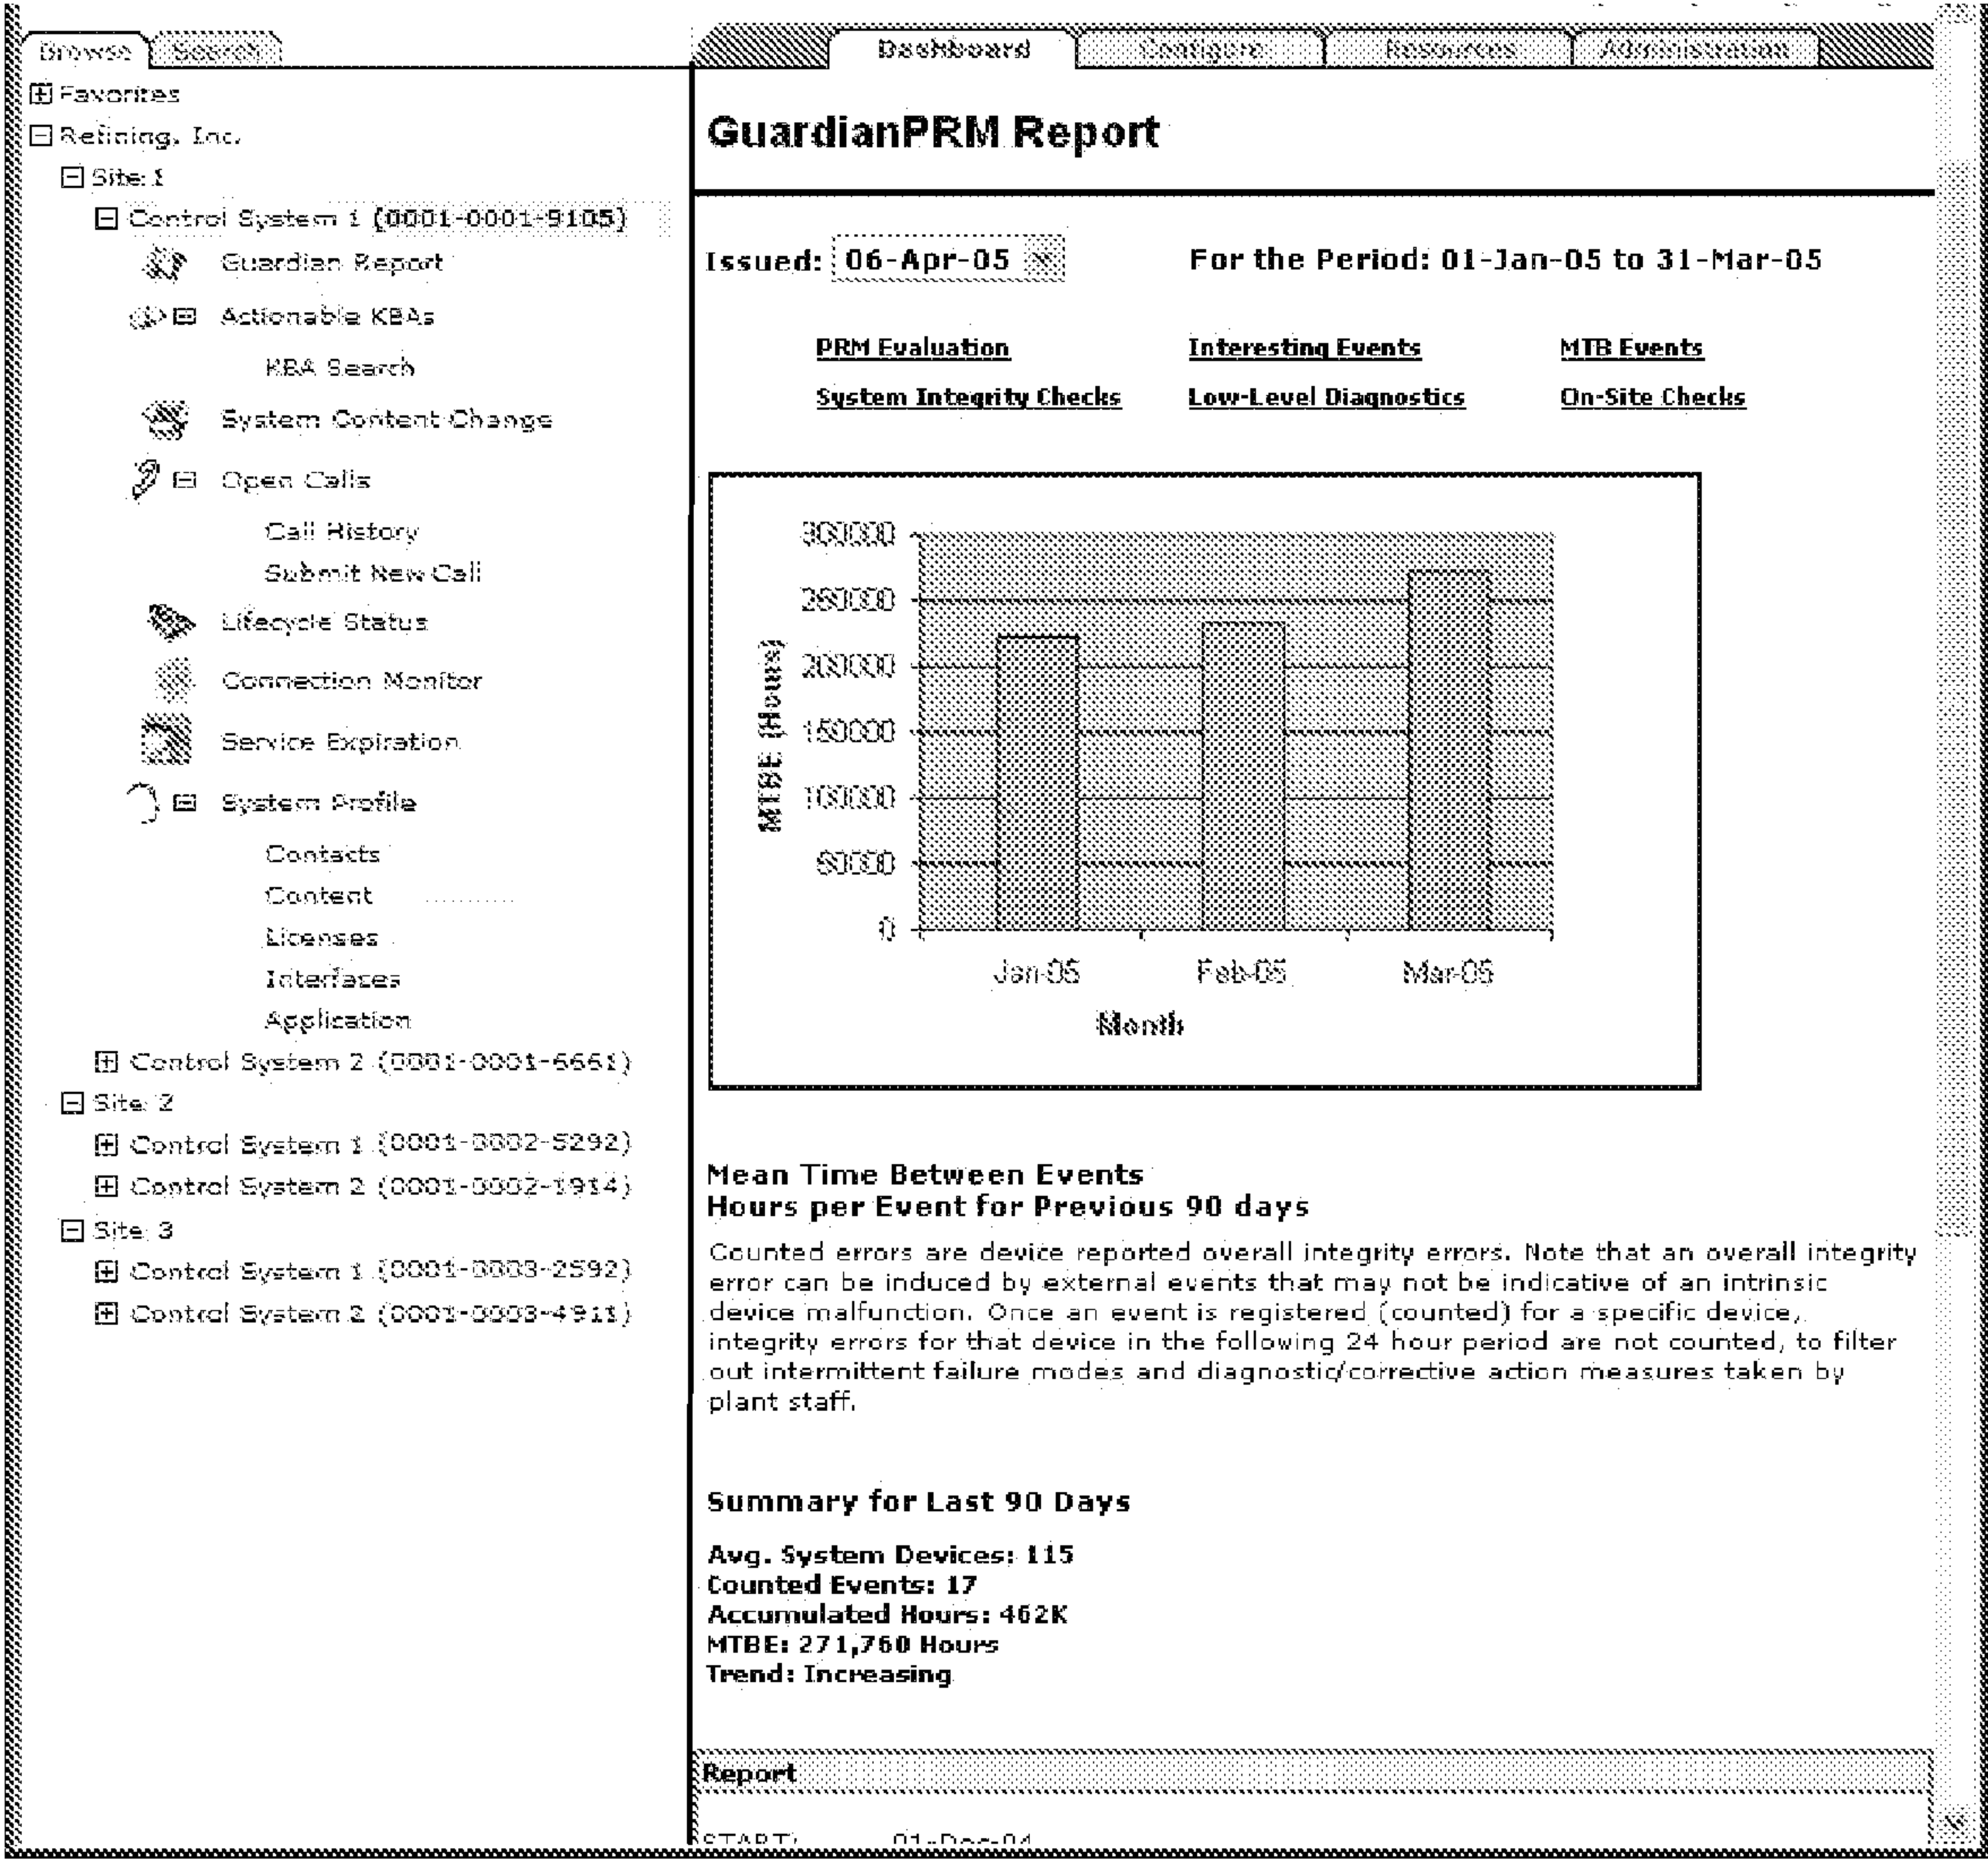 Browse Search
Favorites
Refining, Inc.
Site: 1
Control System 1 (0001-0001-9105)
Guardian Report
Actionable KBAs
KBA Search
System Content Change
Open Calls
Call History
Submit New Call
Lifecycle Status
Connection Monitor
Service Expiration
System Profile
Contacts
Content
Licenses
Interfaces
Application
Control System 2 (0001-0001-6661)
Site: 2
Control System 1 (0001-0002-5292)
Control System 2 (0001-0002-1914)
Site: 3
Control System 1 (0001-0003-2592)
Control System 2 (0001-0003-4911)
Dashboard Configure Resources Administration
GuardianPRM Report
Issued: 06-Apr-05 For the Period: 01-Jan-05 to 31-Mar-05
PRM Evaluation Interesting Events MTB Events
System Integrity Checks Low-Level Diagnostics On-Site Checks
MTBE (Hours)
300000
250000
200000
150000
100000
50000
0
Jan-05 Feb-05 Mar-05
Month
Mean Time Between Events
Hours per Event for Previous 90 days
Counted errors are device reported overall integrity errors. Note that an overall integrity
error can be induced by external events that may not be indicative of an intrinsic
device malfunction. Once an event is registered (counted) for a specific device,
integrity errors for that device in the following 24 hour period are not counted, to filter
out intermittent failure modes and diagnostic/corrective action measures taken by
plant staff.
Summary for Last 90 Days
Avg. System Devices: 115
Counted Events: 17
Accumulated Hours: 462K
MTBE: 271,760 Hours
Trend: Increasing
Report
START: 01-Dec-04